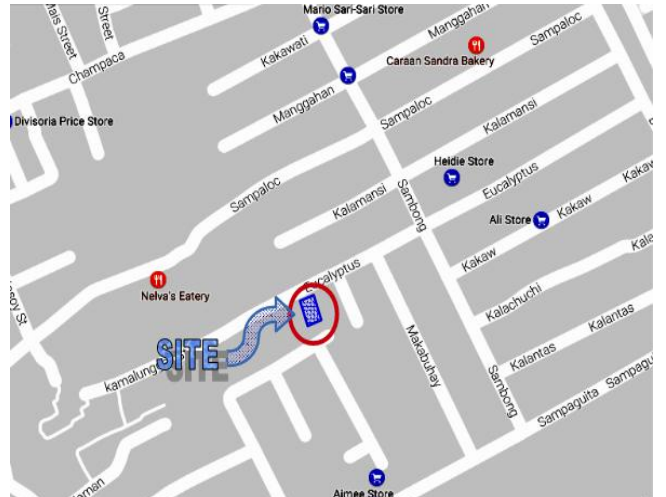 Mario Sari-Sari Store
Street
Street
Manggahan
Kakawati
Caraan Sandra Bakery
Sampaloc
Champaca
Manggahan
Divisoria Price Store
Sampaloc
Kalamansi
Heidie Store
Eucalyptus
Sampaloc
Kalamansi
Sambong
Ali Store
Kakaw
Kakaw
Kakaw
Eucalyptus
Nelva's Eatery
Kalachuchi
Kalantas
SITE
Makabuhay
Kalantas
kamalung
Sambong
Sampaguita
Aimee Store